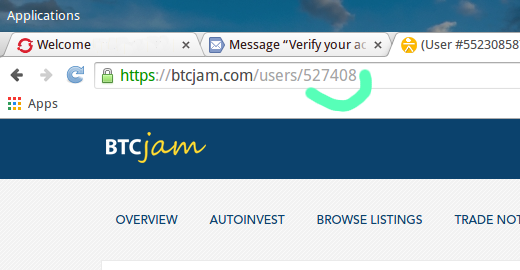 Applications
Welcome
Message “Verify your ac
(User #55230858
https://btcjam.com/users/527408
Apps
BTCjam
OVERVIEW AUTOINVEST BROWSE LISTINGS TRADE NOT